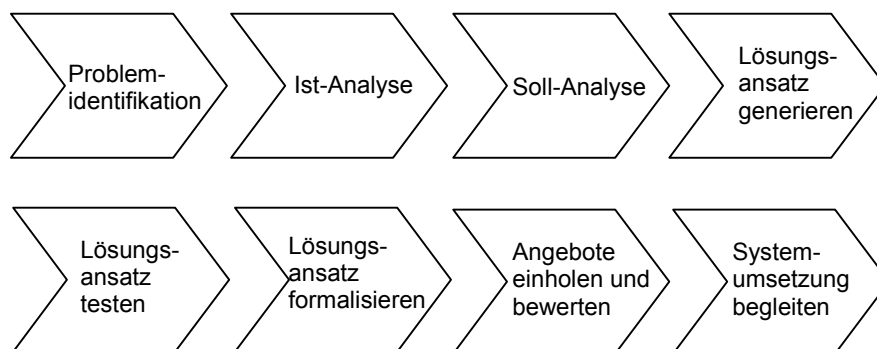 Problem-
identifikation
Ist-Analyse
Soll-Analyse
Lösungs-
ansatz
generieren
Lösungs-
ansatz
testen
Lösungs-
ansatz
formalisieren
Angebote
einholen und
bewerten
System-
umsetzung
begleiten